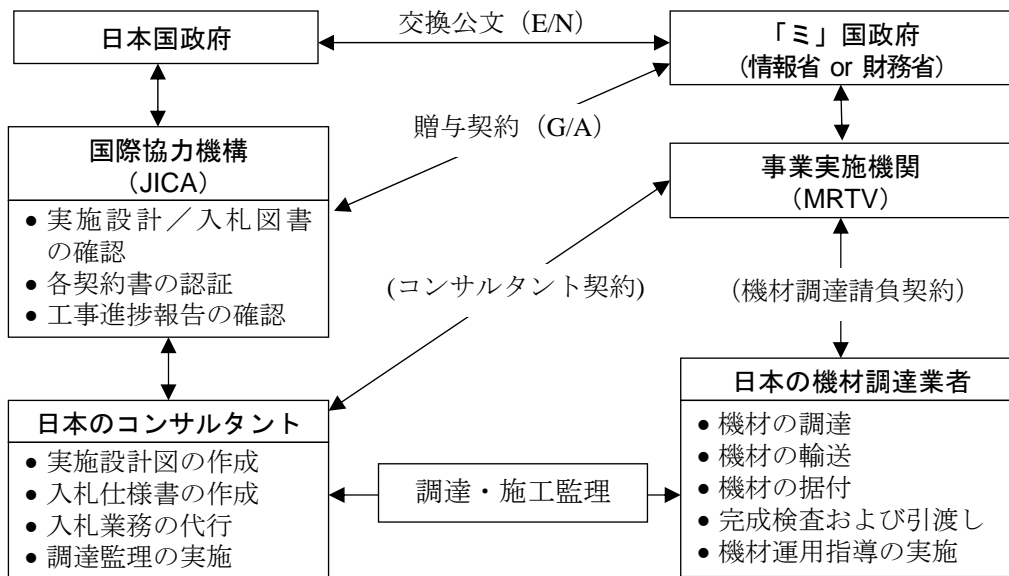 日本国政府
交換公文（E/N）
「ミ」国政府
(情報省 or 財務省)
贈与契約（G/A）
国際協力機構
（JICA）
● 実施設計／入札図書
の確認
● 各契約書の認証
● 工事進捗報告の確認
事業実施機関
（MRTV）
(コンサルタント契約)
（機材調達請負契約）
日本のコンサルタント
● 実施設計図の作成
● 入札仕様書の作成
● 入札業務の代行
● 調達監理の実施
調達・施工監理
日本の機材調達業者
● 機材の調達
● 機材の輸送
● 機材の据付
● 完成検査および引渡し
● 機材運用指導の実施